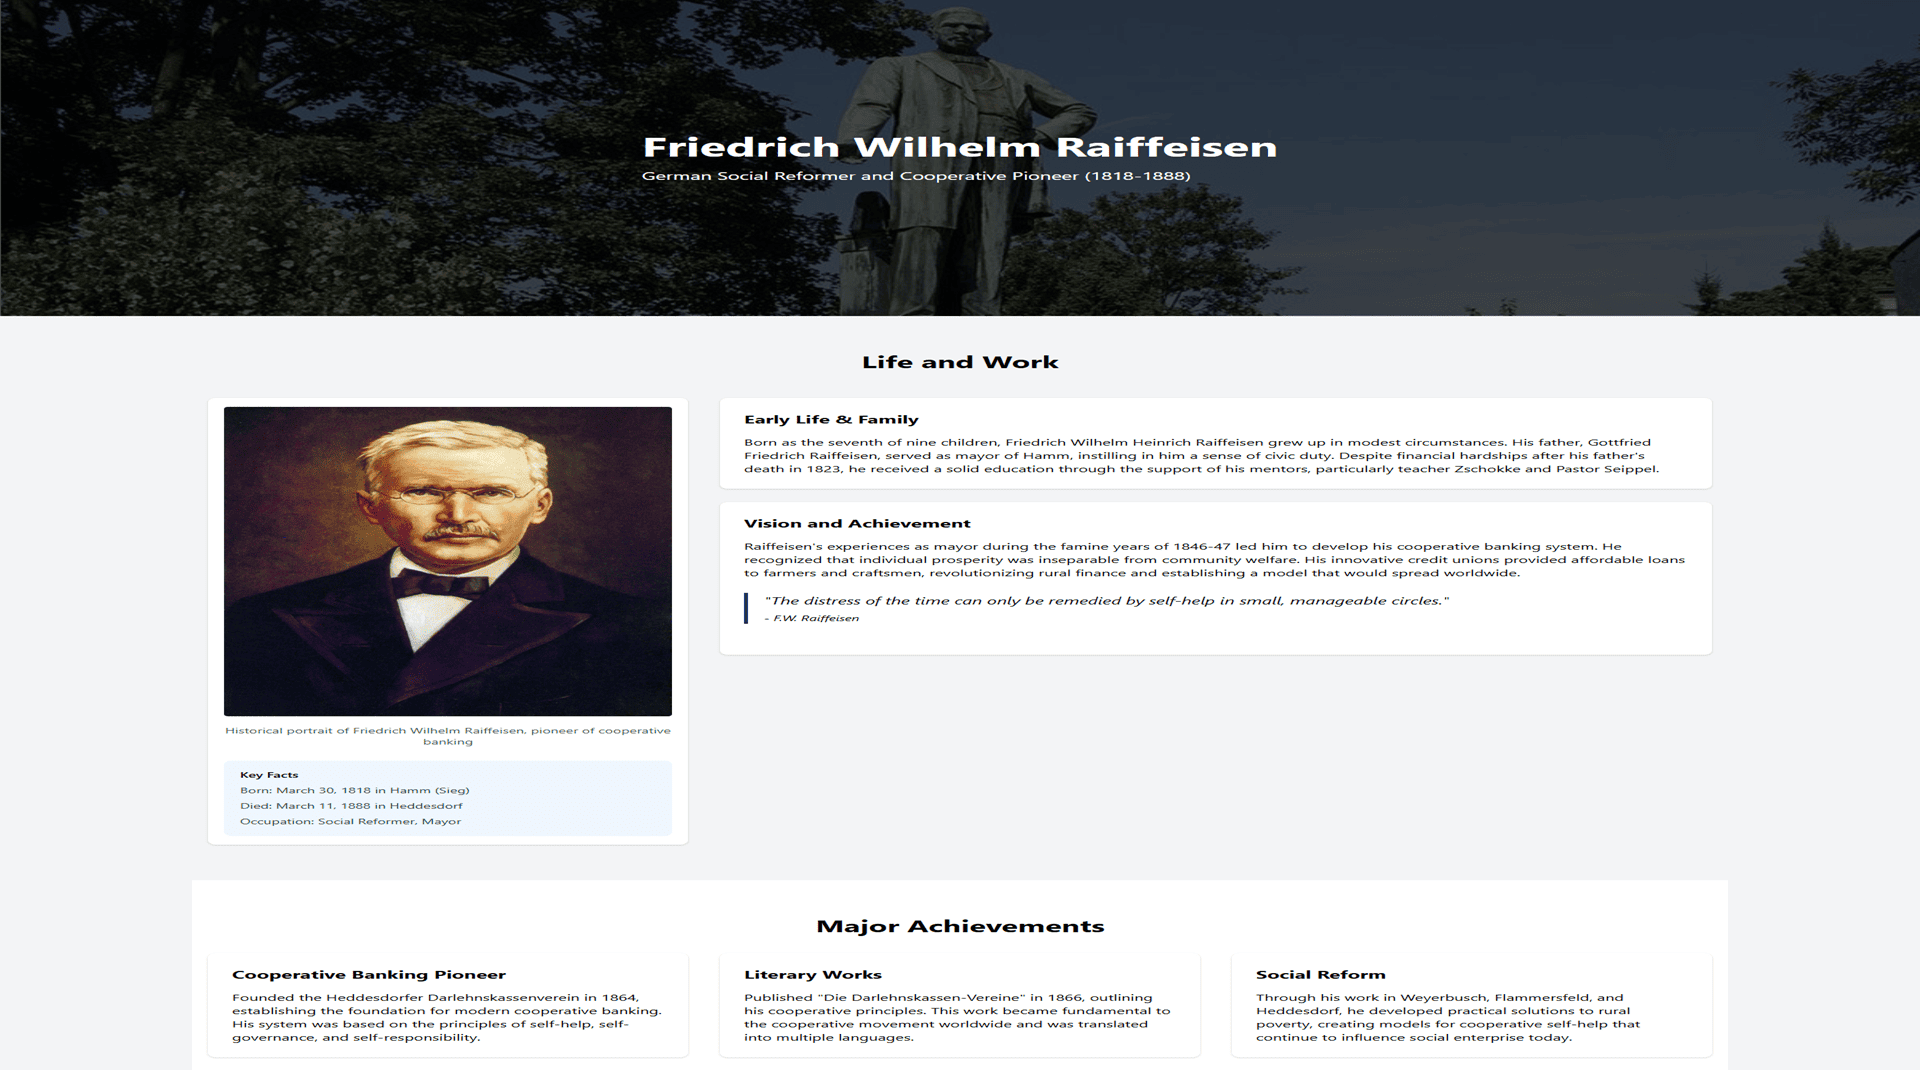 Friedrich Wilhelm Raiffeisen
German Social Reformer and Cooperative Pioneer (1818-1888)
Life and Work
Historical portrait of Friedrich Wilhelm Raiffeisen, pioneer of cooperative
banking
Key Facts
Born: March 30, 1818 in Hamm (Sieg)
Died: March 11, 1888 in Heddesdorf
Occupation: Social Reformer, Mayor
Early Life & Family
Born as the seventh of nine children, Friedrich Wilhelm Heinrich Raiffeisen grew up in modest circumstances. His father, Gottfried
Friedrich Raiffeisen, served as mayor of Hamm, instilling in him a sense of civic duty. Despite financial hardships after his father's
death in 1823, he received a solid education through the support of his mentors, particularly teacher Zschokke and Pastor Seippel.
Vision and Achievement
Raiffeisen's experiences as mayor during the famine years of 1846-47 led him to develop his cooperative banking system. He
recognized that individual prosperity was inseparable from community welfare. His innovative credit unions provided affordable loans
to farmers and craftsmen, revolutionizing rural finance and establishing a model that would spread worldwide.
"The distress of the time can only be remedied by self-help in small, manageable circles."
- F.W. Raiffeisen
Major Achievements
Cooperative Banking Pioneer
Founded the Heddesdorfer Darlehnskassenverein in 1864,
establishing the foundation for modern cooperative banking.
His system was based on the principles of self-help, self-
governance, and self-responsibility.
Literary Works
Published "Die Darlehnskassen-Vereine" in 1866, outlining
his cooperative principles. This work became fundamental to
the cooperative movement worldwide and was translated
into multiple languages.
Social Reform
Through his work in Weyerbusch, Flammersfeld, and
Heddesdorf, he developed practical solutions to rural
poverty, creating models for cooperative self-help that
continue to influence social enterprise today.